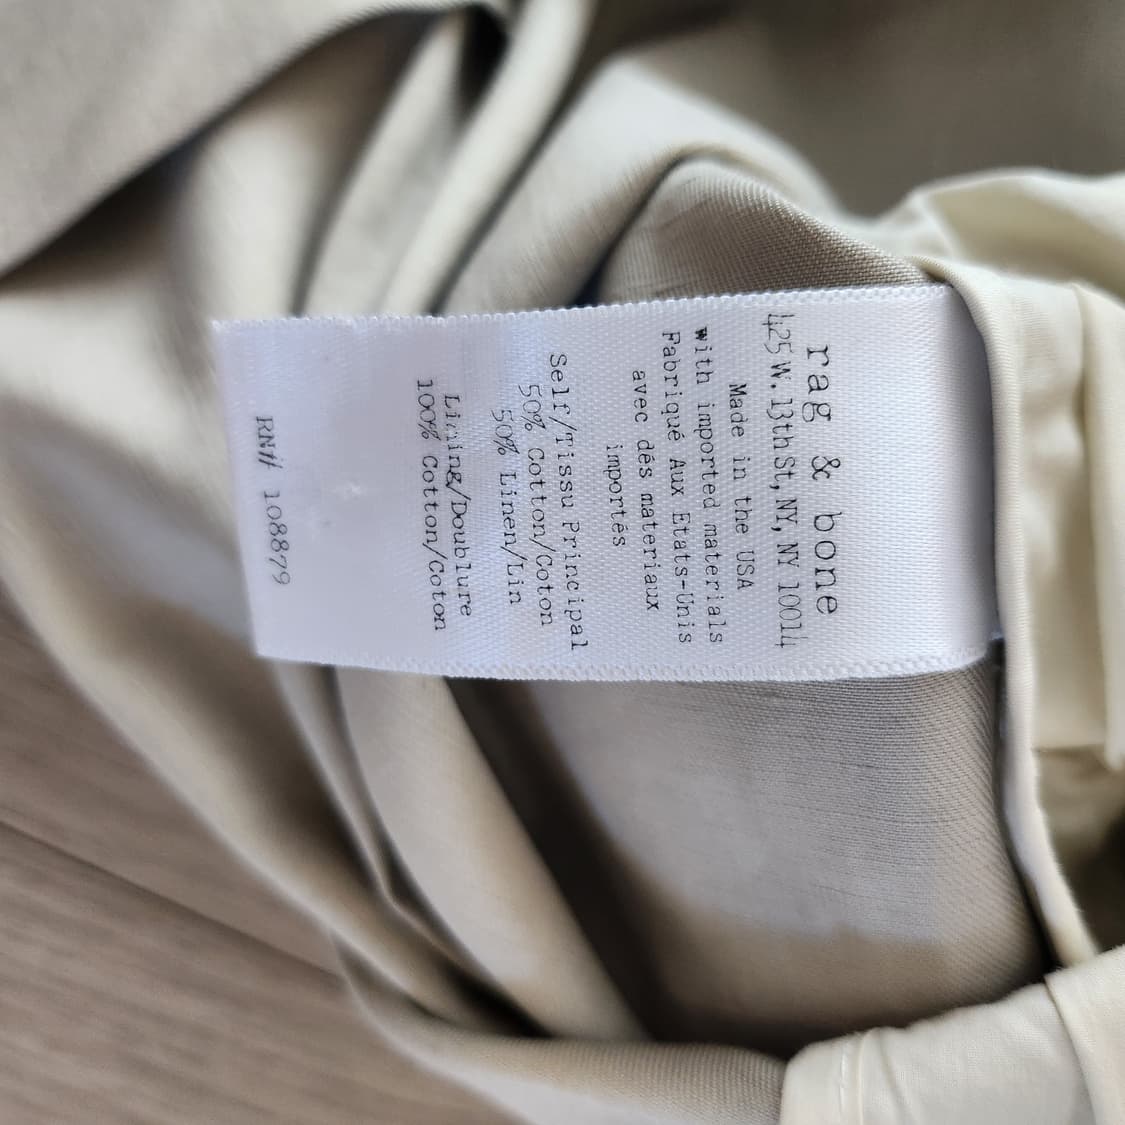 rag & bone
425 W. 13th St, NY, NY 10014
Made in the USA
with imported materials
Fabriqué Aux Etats-Unis
avec dés materiaux
importés
Self/Tissu Principal
50% Cotton/Coton
50% Linen/Lin
Lining/Doublure
100% Cotton/Coton
RN# 108879